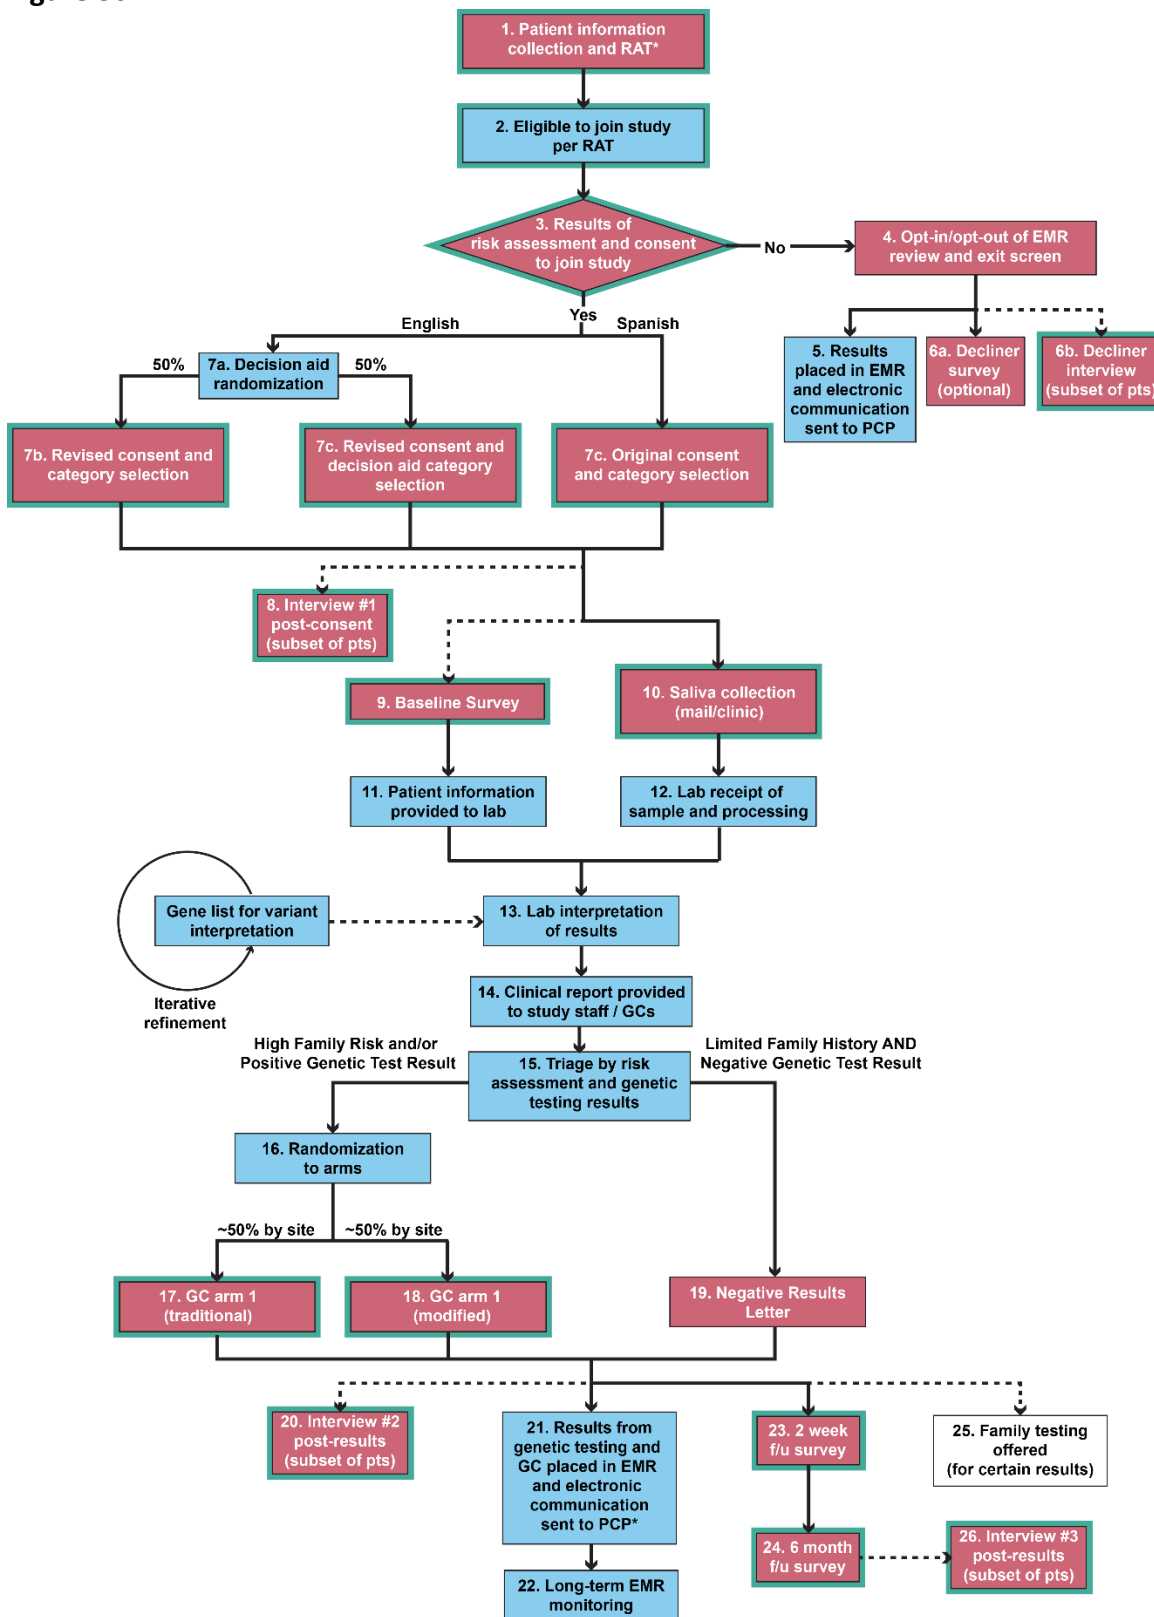 1. Patient information
collection and RAT*
2. Eligible to join study
per RAT
3. Results of
risk assessment and consent
to join study
No
4. Opt-in/opt-out of EMR
review and exit screen
Yes
English
Spanish
5. Results
placed in EMR
and electronic
communication
sent to PCP
6a. Decliner
survey
(optional)
6b. Decliner
interview
(subset of pts)
50%
7a. Decision aid
randomization
50%
7b. Revised consent and
category selection
7c. Revised consent and
decision aid category
selection
7c. Original consent
and category selection
8. Interview #1
post-consent
(subset of pts)
9. Baseline Survey
10. Saliva collection
(mail/clinic)
11. Patient information
provided to lab
12. Lab receipt of
sample and processing
Gene list for variant
interpretation
Iterative
refinement
13. Lab interpretation
of results
14. Clinical report provided
to study staff / GCs
High Family Risk and/or
Positive Genetic Test Result
Limited Family History AND
Negative Genetic Test Result
15. Triage by risk
assessment and genetic
testing results
16. Randomization
to arms
~50% by site
~50% by site
17. GC arm 1
(traditional)
18. GC arm 1
(modified)
19. Negative Results
Letter
20. Interview #2
post-results
(subset of pts)
21. Results from
genetic testing and
GC placed in EMR
and electronic
communication
sent to PCP*
23. 2 week
f/u survey
25. Family testing
offered
(for certain results)
24. 6 month
f/u survey
26. Interview #3
post-results
(subset of pts)
22. Long-term EMR
monitoring